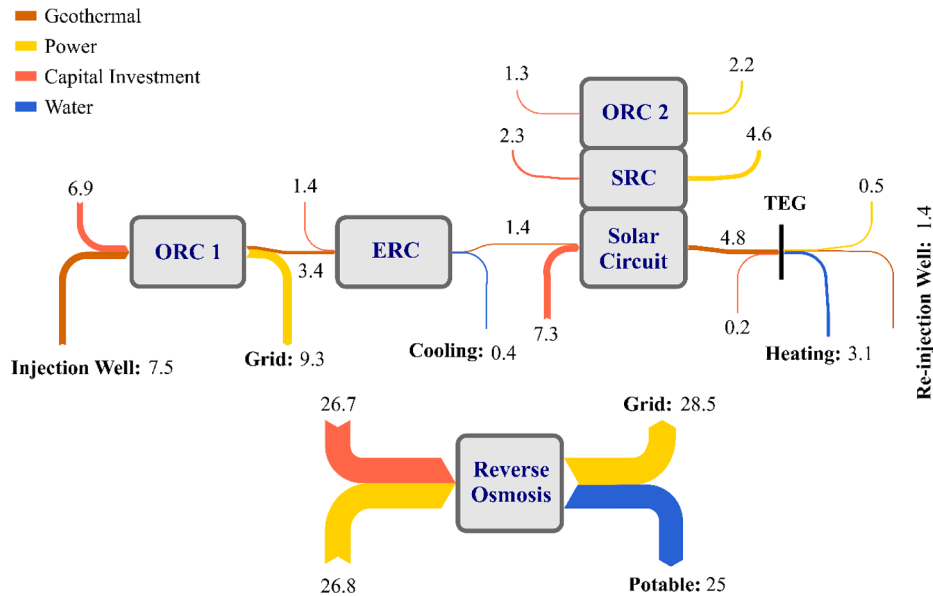 Geothermal
Power
Capital Investment
Water
1.3
2.2
ORC 2
2.3
4.6
SRC
6.9
1.4
TEG
0.5
ORC 1
3.4
ERC
1.4
Solar
Circuit
4.8
Re-injection Well: 1.4
7.3
0.2
Injection Well: 7.5
Grid: 9.3
Cooling: 0.4
Heating: 3.1
26.7
Grid: 28.5
Reverse
Osmosis
26.8
Potable: 25